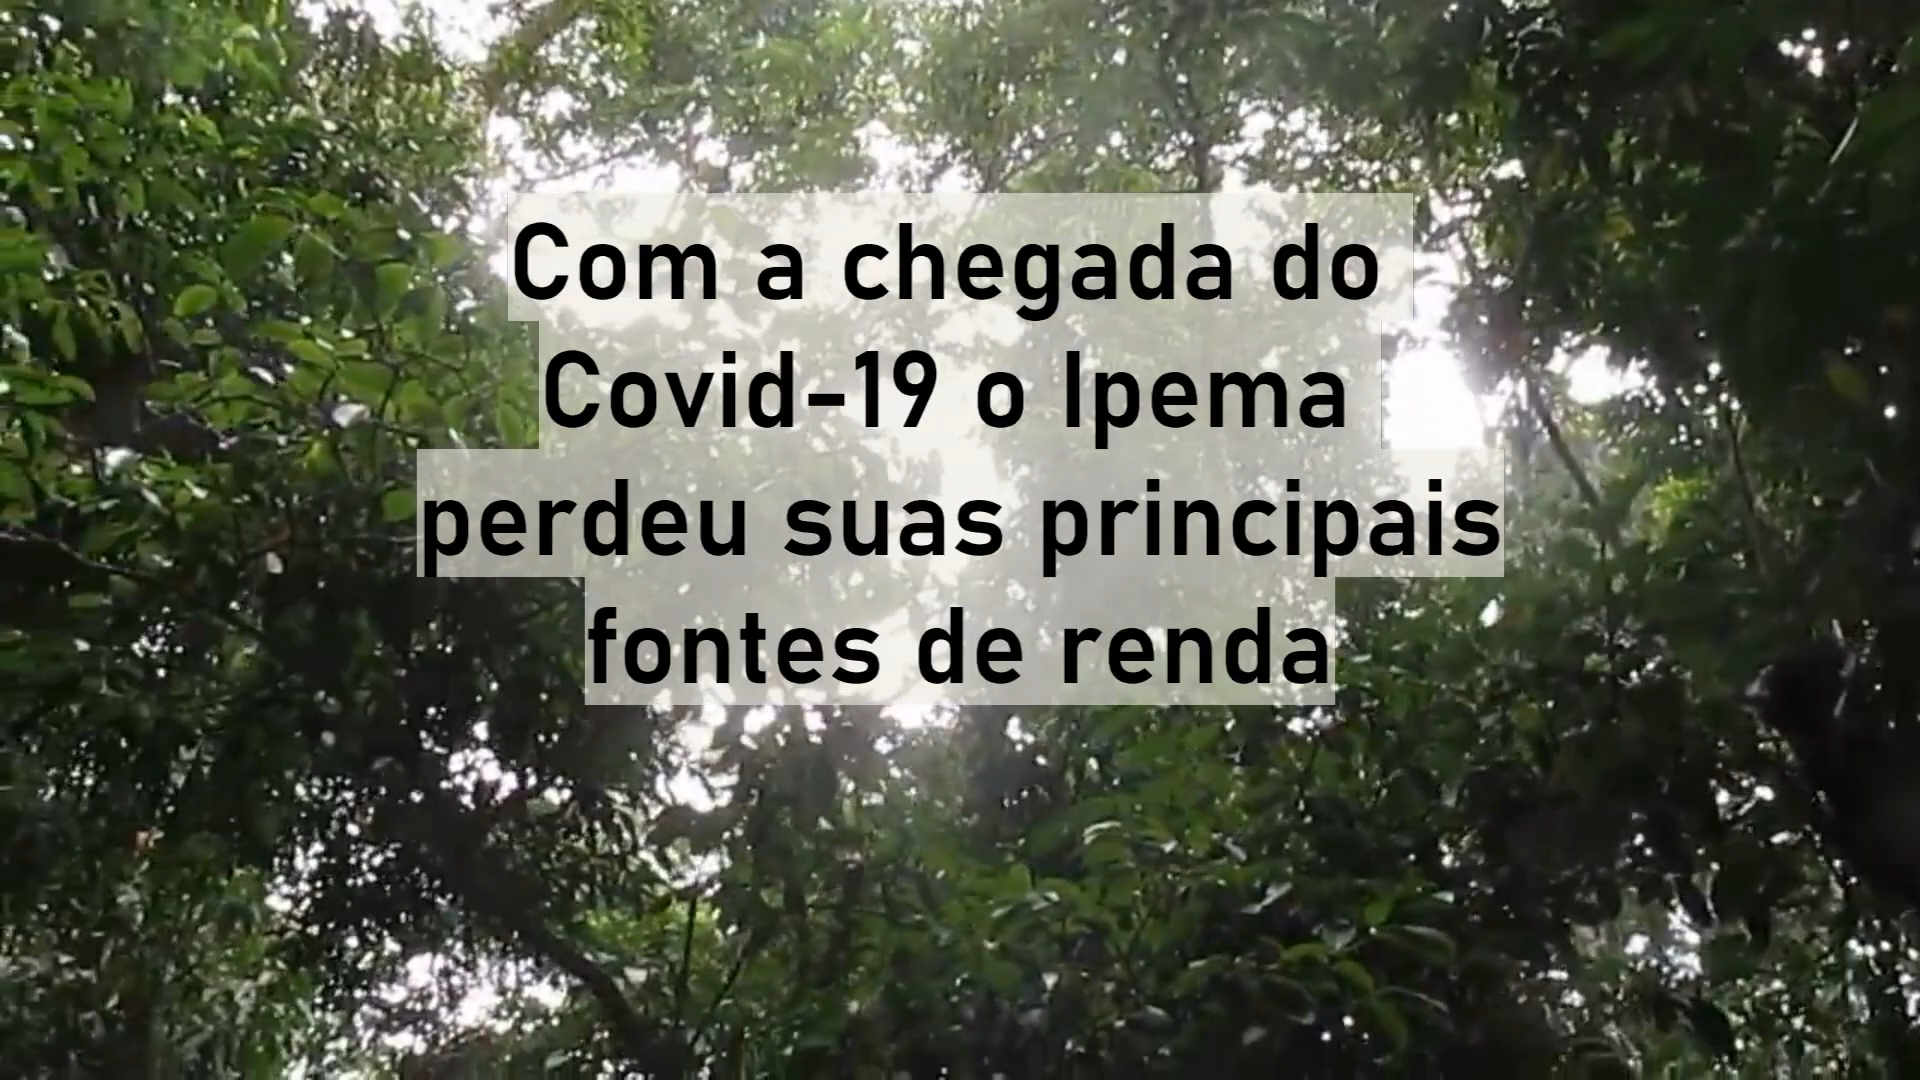 Com a chegada do
Covid-19 o Ipema
perdeu suas principais
fontes de renda